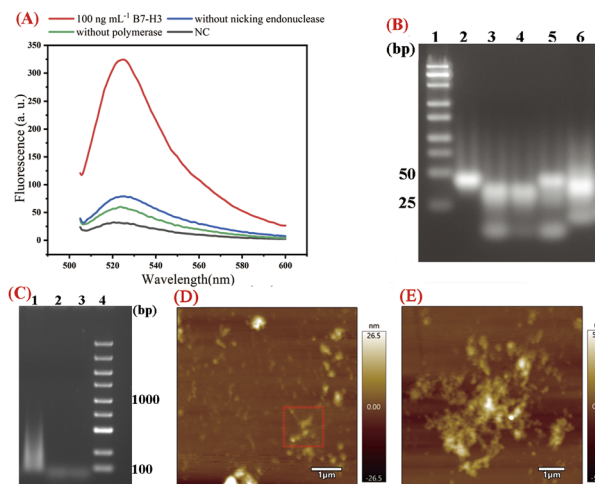 (A)
100 ng mL⁻¹ B7-H3
without nicking endonuclease
without polymerase
NC
350
300
250
200
150
100
50
0
Fluorescence (a. u.)
500
520
540
560
580
600
Wavelength(nm)
(B)
(bp)
1 2 3 4 5 6
50
25
(C)
1 2 3 4
(bp)
1000
100
(D)
nm
26.5
0.00
-26.5
1μm
(E)
1μm